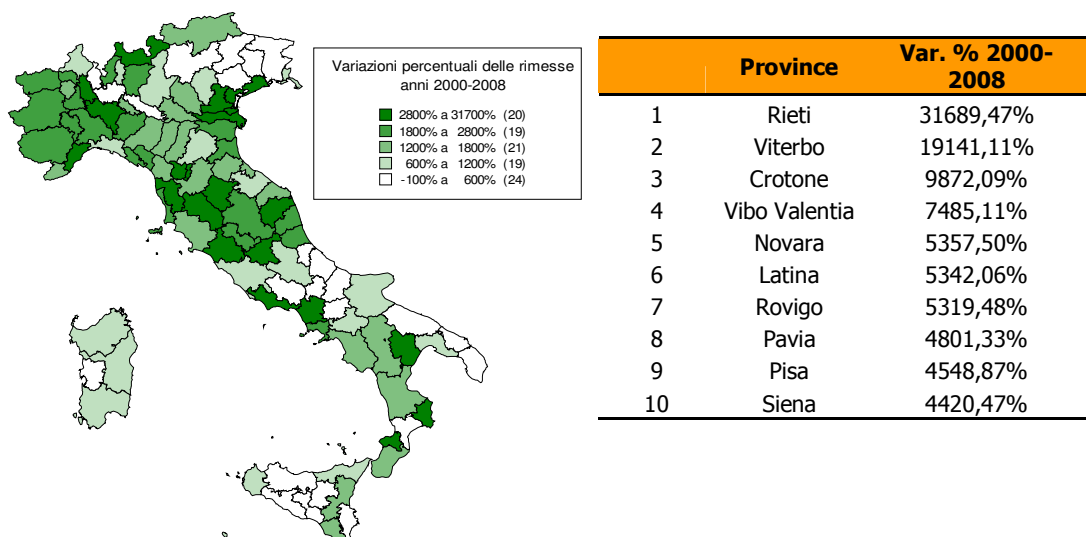 Variazioni percentuali delle rimesse
anni 2000-2008
2800% a 31700% (20)
1800% a 2800% (19)
1200% a 1800% (21)
600% a 1200% (19)
-100% a 600% (24)
Province Var. % 2000-
2008
1 Rieti 31689,47%
2 Viterbo 19141,11%
3 Crotone 9872,09%
4 Vibo Valentia 7485,11%
5 Novara 5357,50%
6 Latina 5342,06%
7 Rovigo 5319,48%
8 Pavia 4801,33%
9 Pisa 4548,87%
10 Siena 4420,47%